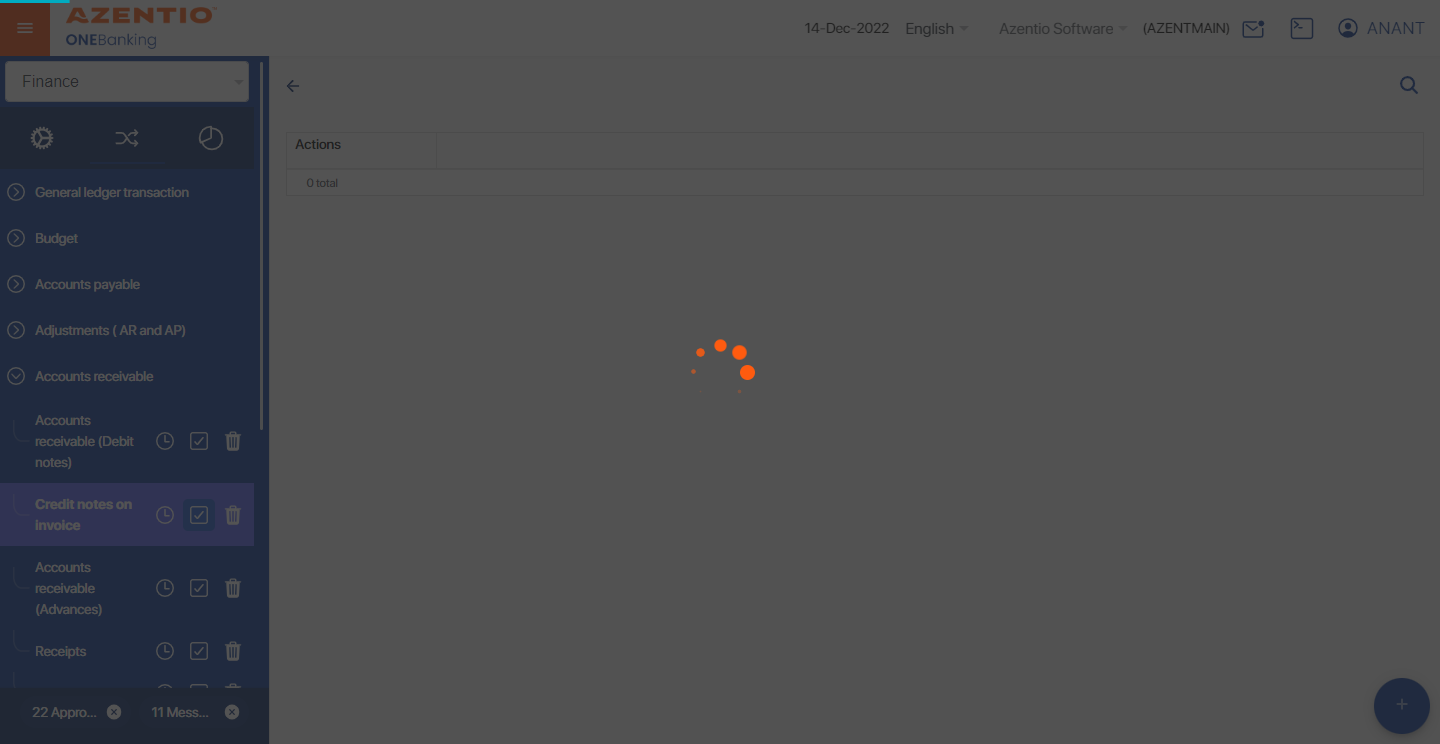 AZENTIO™
ONEBanking
14-Dec-2022
English
Azentio Software
(AZENTMAIN)
ANANT
Finance
Actions
0 total
General ledger transaction
Budget
Accounts payable
Adjustments ( AR and AP)
Accounts receivable
Accounts
receivable (Debit
notes)
Credit notes on
invoice
Accounts
receivable
(Advances)
Receipts
22 Appro...
11 Mess...
+